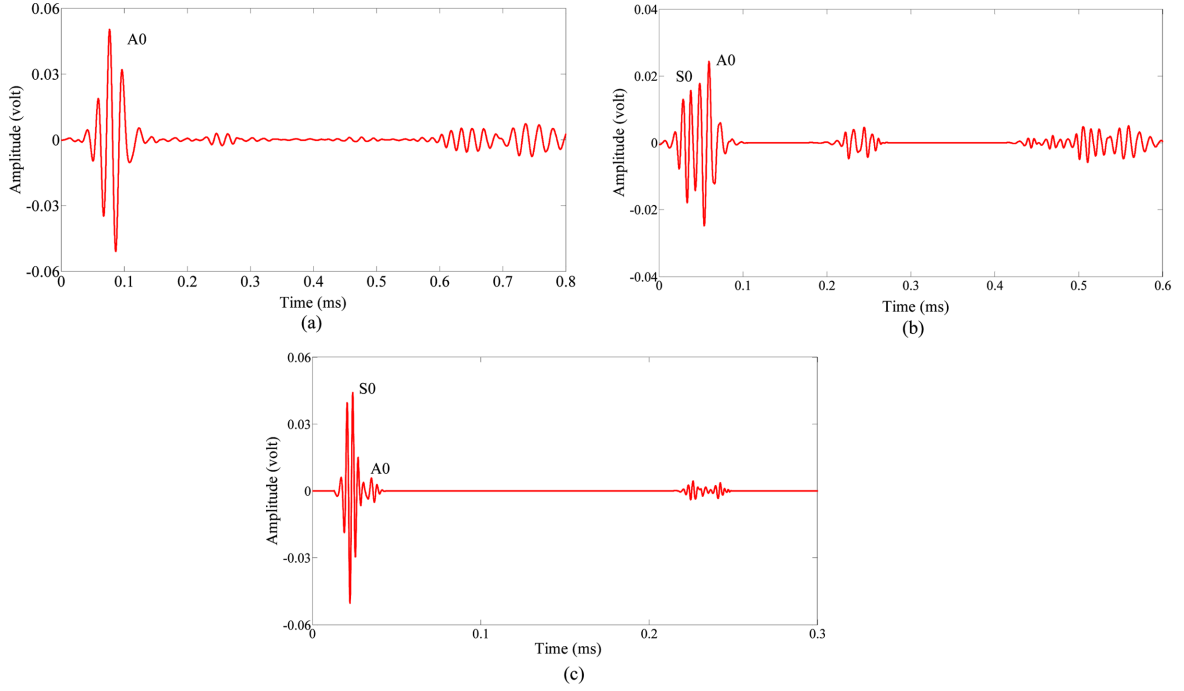 0.06
0.03
0
-0.03
-0.06
Amplitude (volt)
A0
0 0.1 0.2 0.3 0.4 0.5 0.6 0.7 0.8
Time (ms)
(a)
0.04
0.02
0
-0.02
-0.04
Amplitude (volt)
S0 A0
0 0.1 0.2 0.3 0.4 0.5 0.6
Time (ms)
(b)
0.06
0.03
0
-0.03
-0.06
Amplitude (volt)
S0
A0
0 0.1 0.2 0.3
Time (ms)
(c)